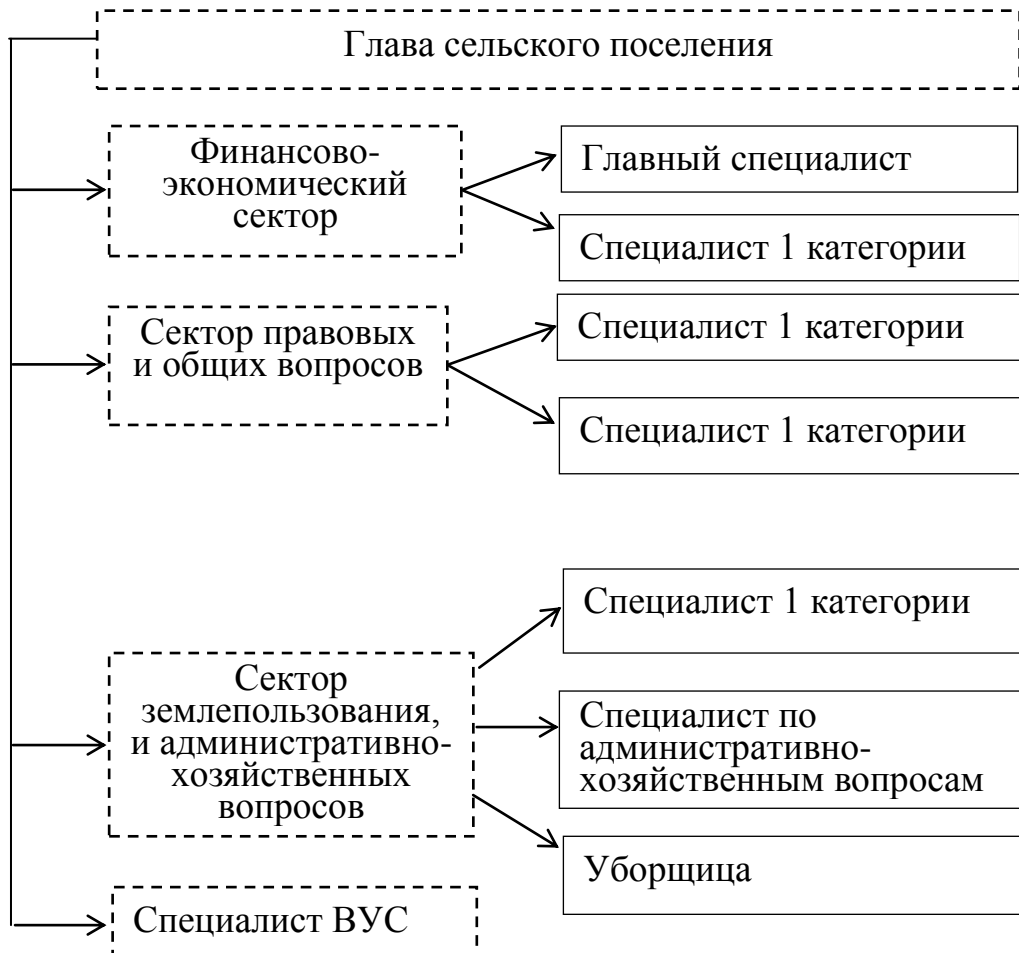 Глава сельского поселения
Финансово-
экономический
сектор
Главный специалист
Специалист 1 категории
Сектор правовых
и общих вопросов
Специалист 1 категории
Специалист 1 категории
Сектор
землепользования,
и административно-
хозяйственных
вопросов
Специалист 1 категории
Специалист по
административно-
хозяйственным вопросам
Уборщица
Специалист ВУС